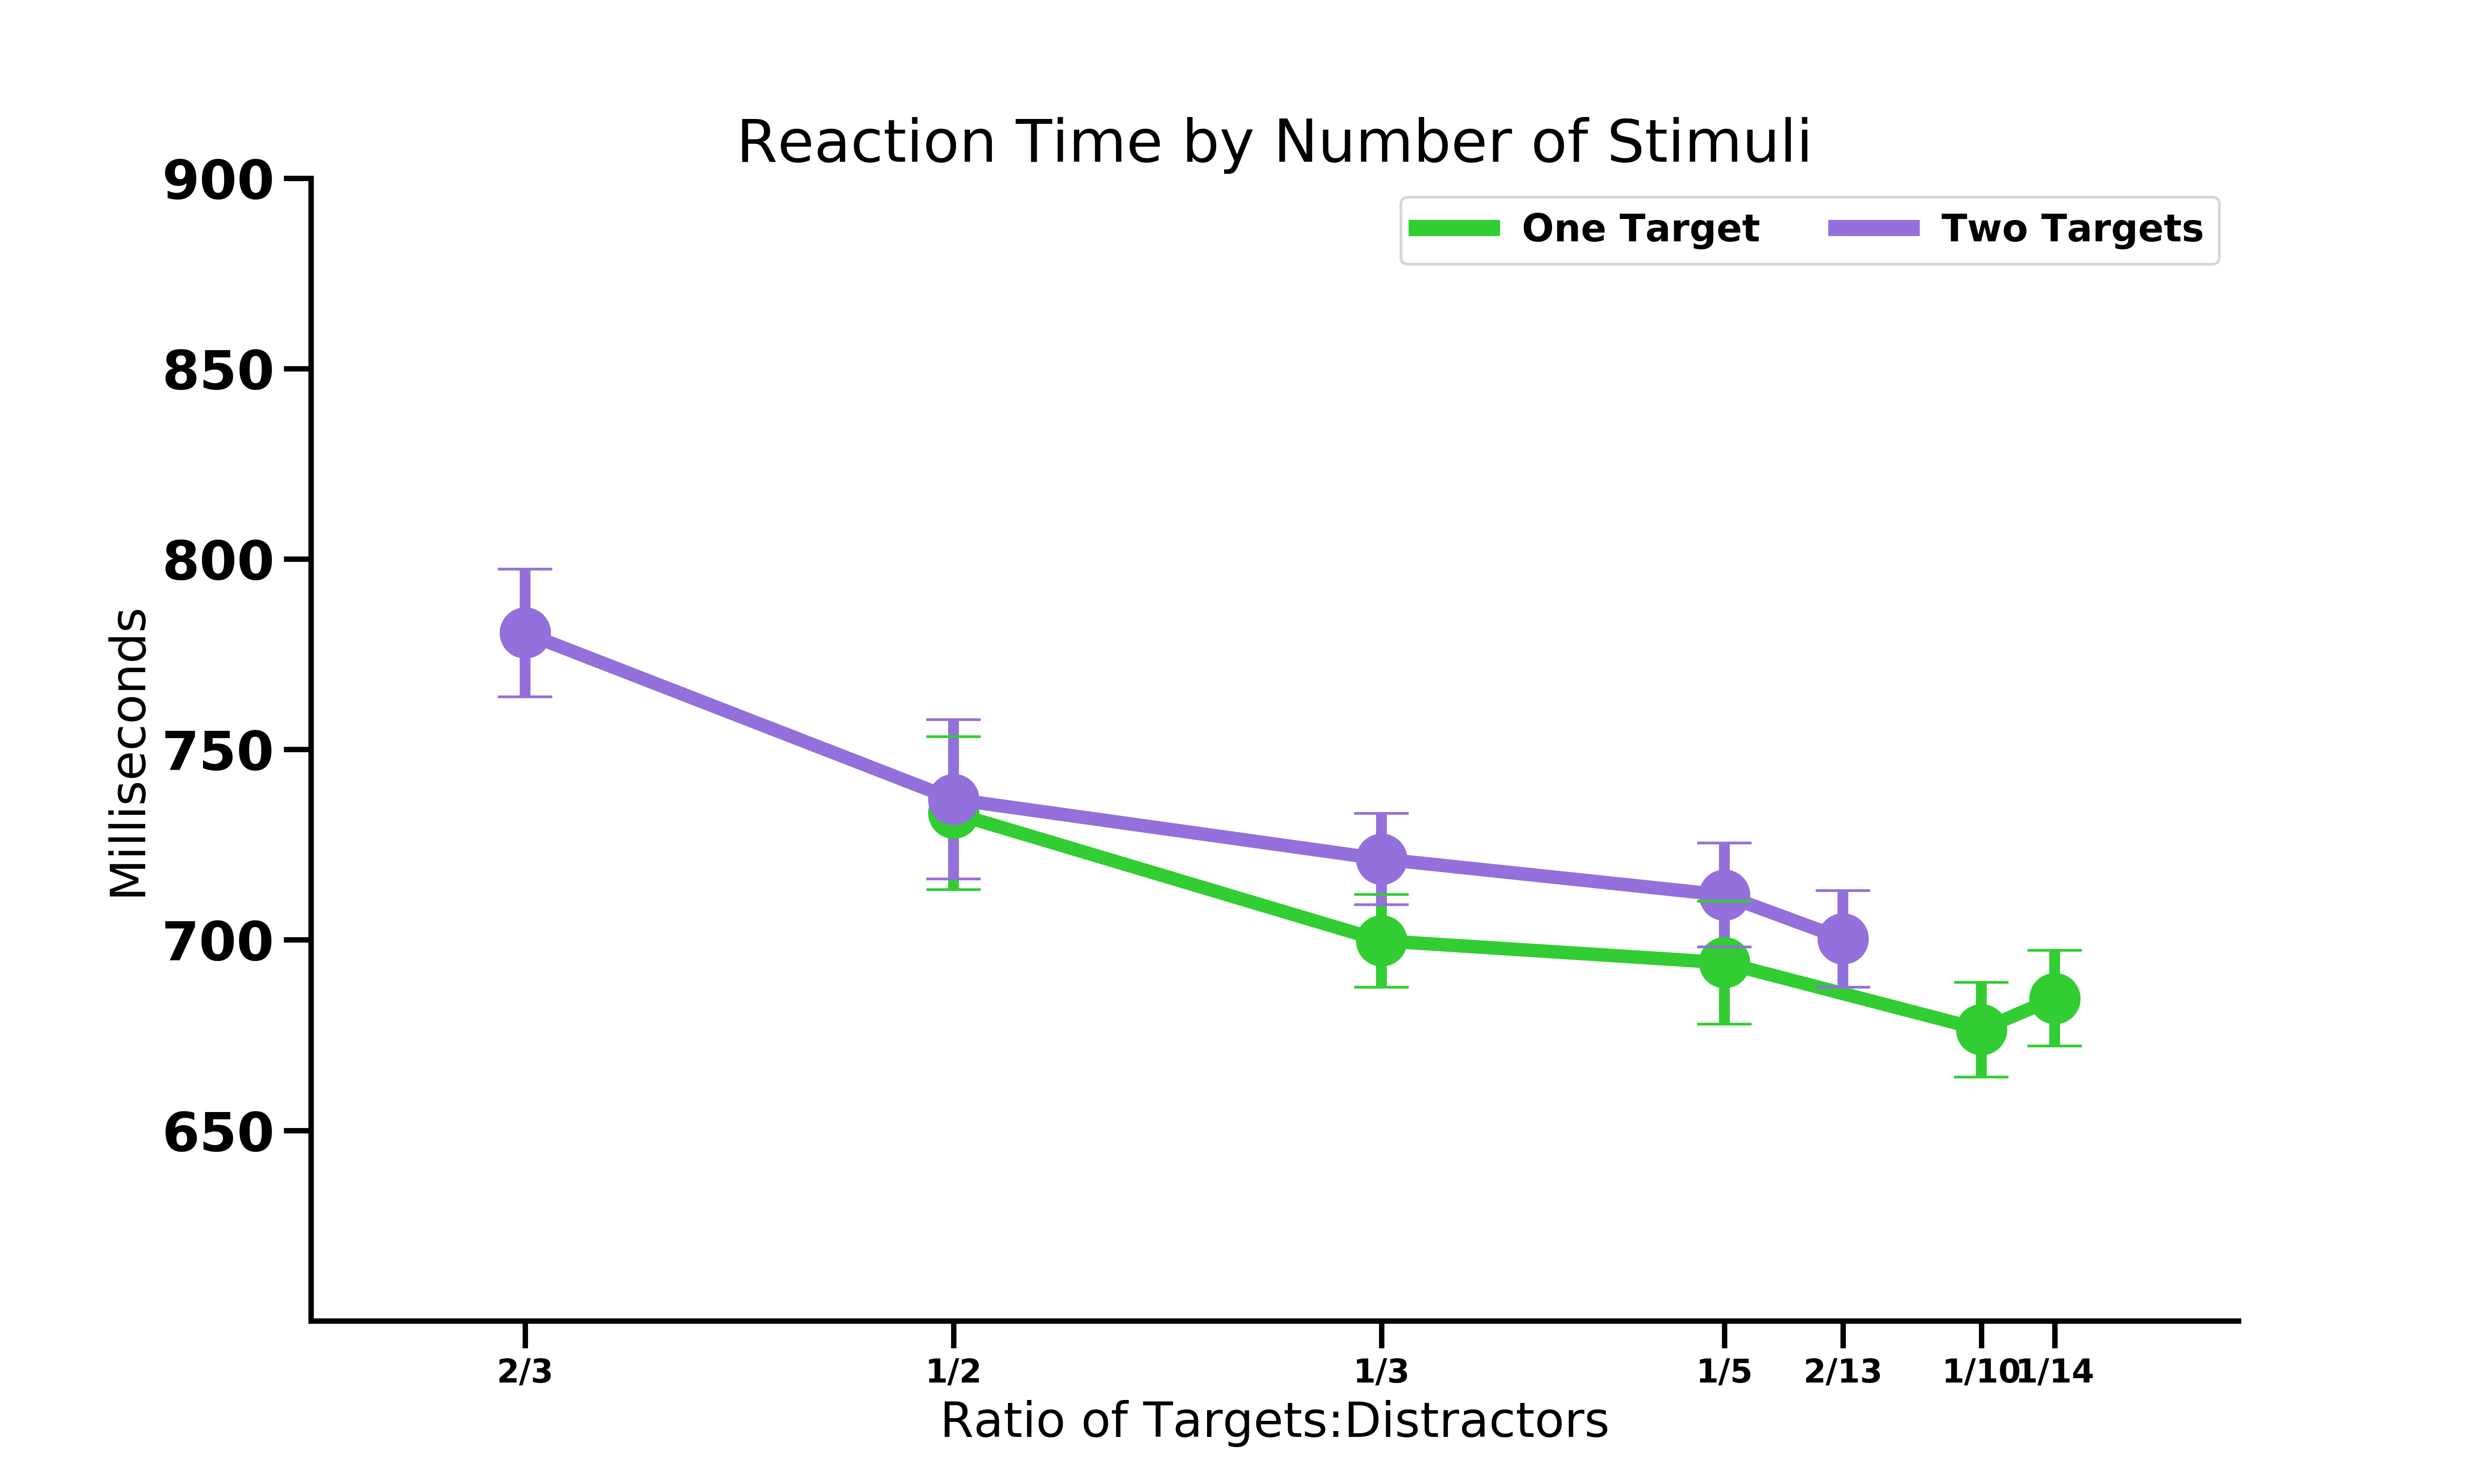 Reaction Time by Number of Stimuli
One Target Two Targets
900
850
800
750
700
650
Milliseconds
2/3 1/2 1/3 1/5 2/13 1/10 1/14
Ratio of Targets:Distractors